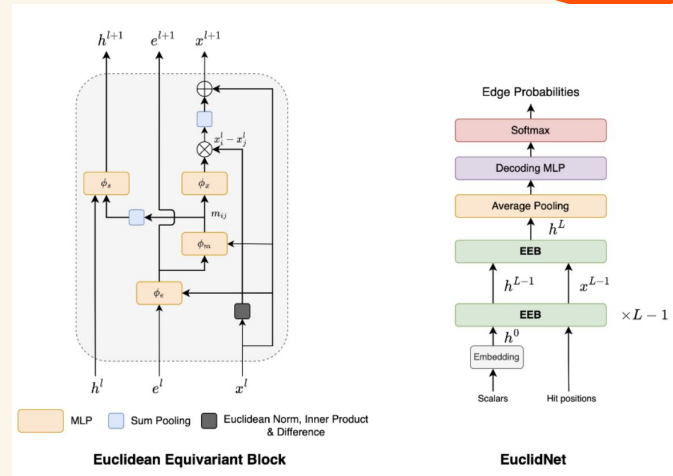 h^{l+1} e^{l+1} x^{l+1}
x_i^l − x_j^l
ϕ_s ϕ_x
m_{ij}
ϕ_m
ϕ_e
h^l e^l x^l
MLP Sum Pooling Euclidean Norm, Inner Product
& Difference
Euclidean Equivariant Block
Edge Probabilities
Softmax
Decoding MLP
Average Pooling
h^L
EEB
h^{L−1} x^{L−1}
EEB ×L − 1
h^0
Embedding
Scalars Hit positions
EuclidNet